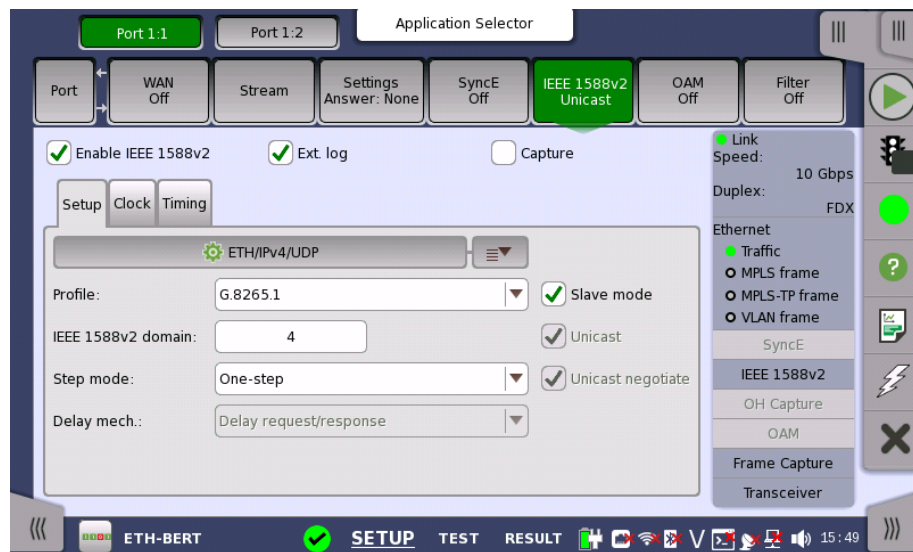 Application Selector
Port 1:1
Port 1:2
Port
WAN
Off
Stream
Settings
Answer: None
SyncE
Off
IEEE 1588v2
Unicast
OAM
Off
Filter
Off
Enable IEEE 1588v2
Ext. log
Capture
Setup
Clock
Timing
ETH/IPv4/UDP
Profile:
G.8265.1
Slave mode
IEEE 1588v2 domain:
4
Unicast
Step mode:
One-step
Unicast negotiate
Delay mech.:
Delay request/response
Link
Speed:
10 Gbps
Duplex:
FDX
Ethernet
Traffic
MPLS frame
MPLS-TP frame
VLAN frame
SyncE
IEEE 1588v2
OH Capture
OAM
Frame Capture
Transceiver
ETH-BERT
SETUP
TEST
RESULT
V
15:49